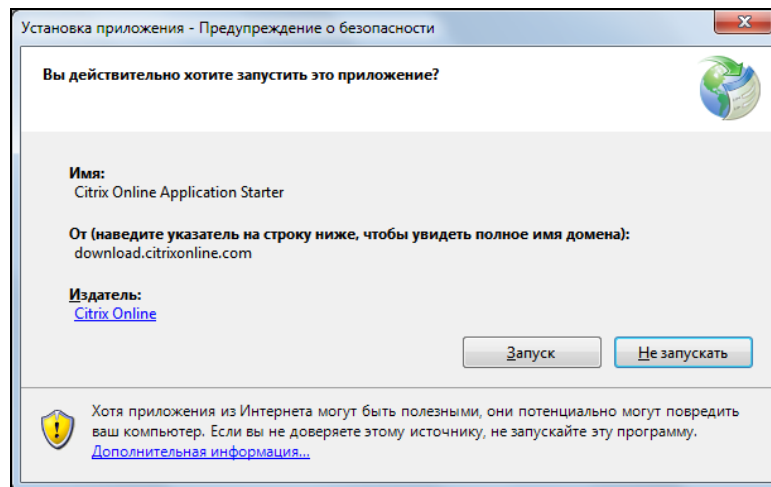 Установка приложения - Предупреждение о безопасности
Вы действительно хотите запустить это приложение?
Имя:
Citrix Online Application Starter
От (наведите указатель на строку ниже, чтобы увидеть полное имя домена):
download.citrixonline.com
Издатель:
Citrix Online
Запуск
Не запускать
Хотя приложения из Интернета могут быть полезными, они потенциально могут повредить
ваш компьютер. Если вы не доверяете этому источнику, не запускайте эту программу.
Дополнительная информация...